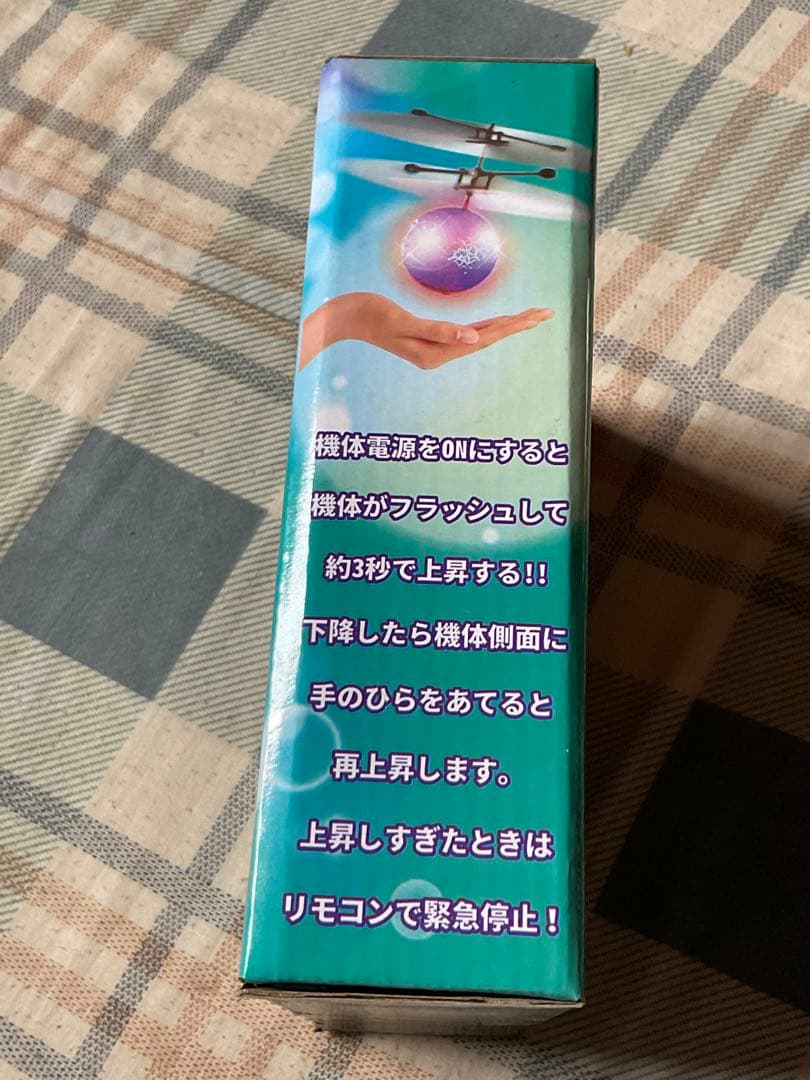 機体電源をONにすると
機体がフラッシュして
約3秒で上昇する!!
下降したら機体側面に
手のひらをあてると
再上昇します。
上昇しすぎたときは
リモコンで緊急停止！